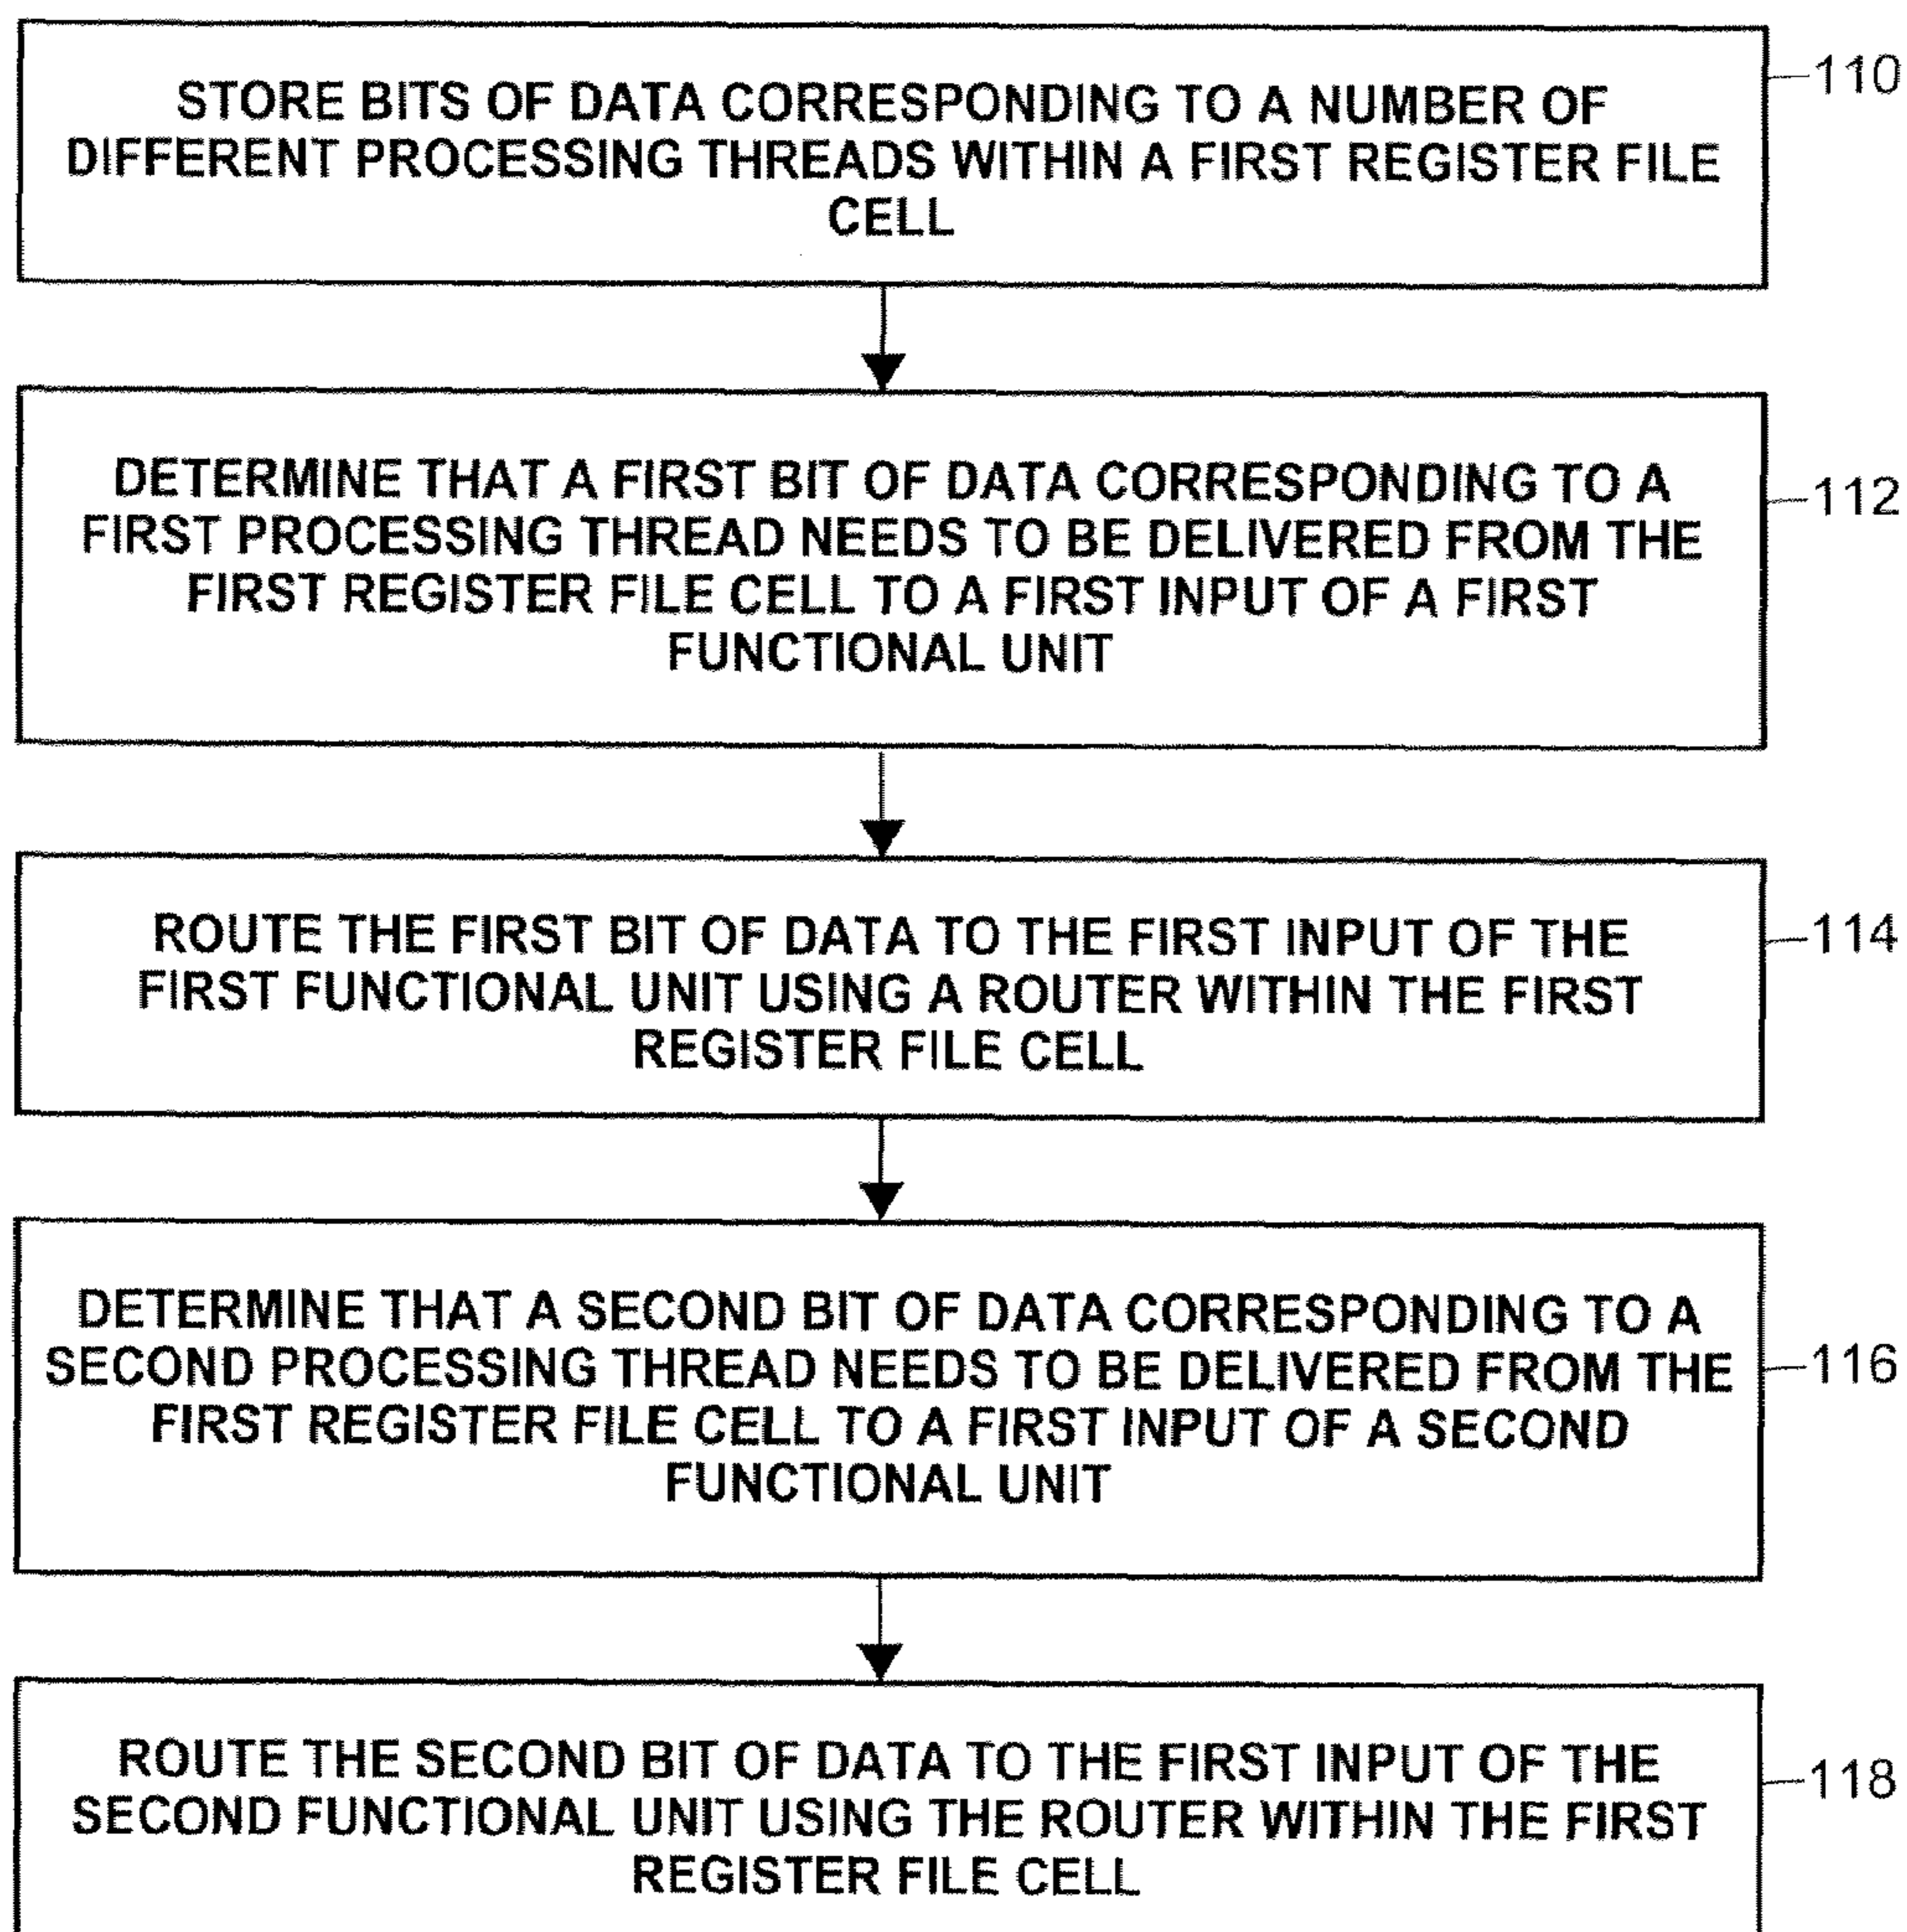 STORE BITS OF DATA CORRESPONDING TO A NUMBER OF
DIFFERENT PROCESSING THREADS WITHIN A FIRST REGISTER FILE
CELL
110
DETERMINE THAT A FIRST BIT OF DATA CORRESPONDING TO A
FIRST PROCESSING THREAD NEEDS TO BE DELIVERED FROM THE
FIRST REGISTER FILE CELL TO A FIRST INPUT OF A FIRST
FUNCTIONAL UNIT
112
ROUTE THE FIRST BIT OF DATA TO THE FIRST INPUT OF THE
FIRST FUNCTIONAL UNIT USING A ROUTER WITHIN THE FIRST
REGISTER FILE CELL
114
DETERMINE THAT A SECOND BIT OF DATA CORRESPONDING TO A
SECOND PROCESSING THREAD NEEDS TO BE DELIVERED FROM THE
FIRST REGISTER FILE CELL TO A FIRST INPUT OF A SECOND
FUNCTIONAL UNIT
116
ROUTE THE SECOND BIT OF DATA TO THE FIRST INPUT OF THE
SECOND FUNCTIONAL UNIT USING THE ROUTER WITHIN THE FIRST
REGISTER FILE CELL
118